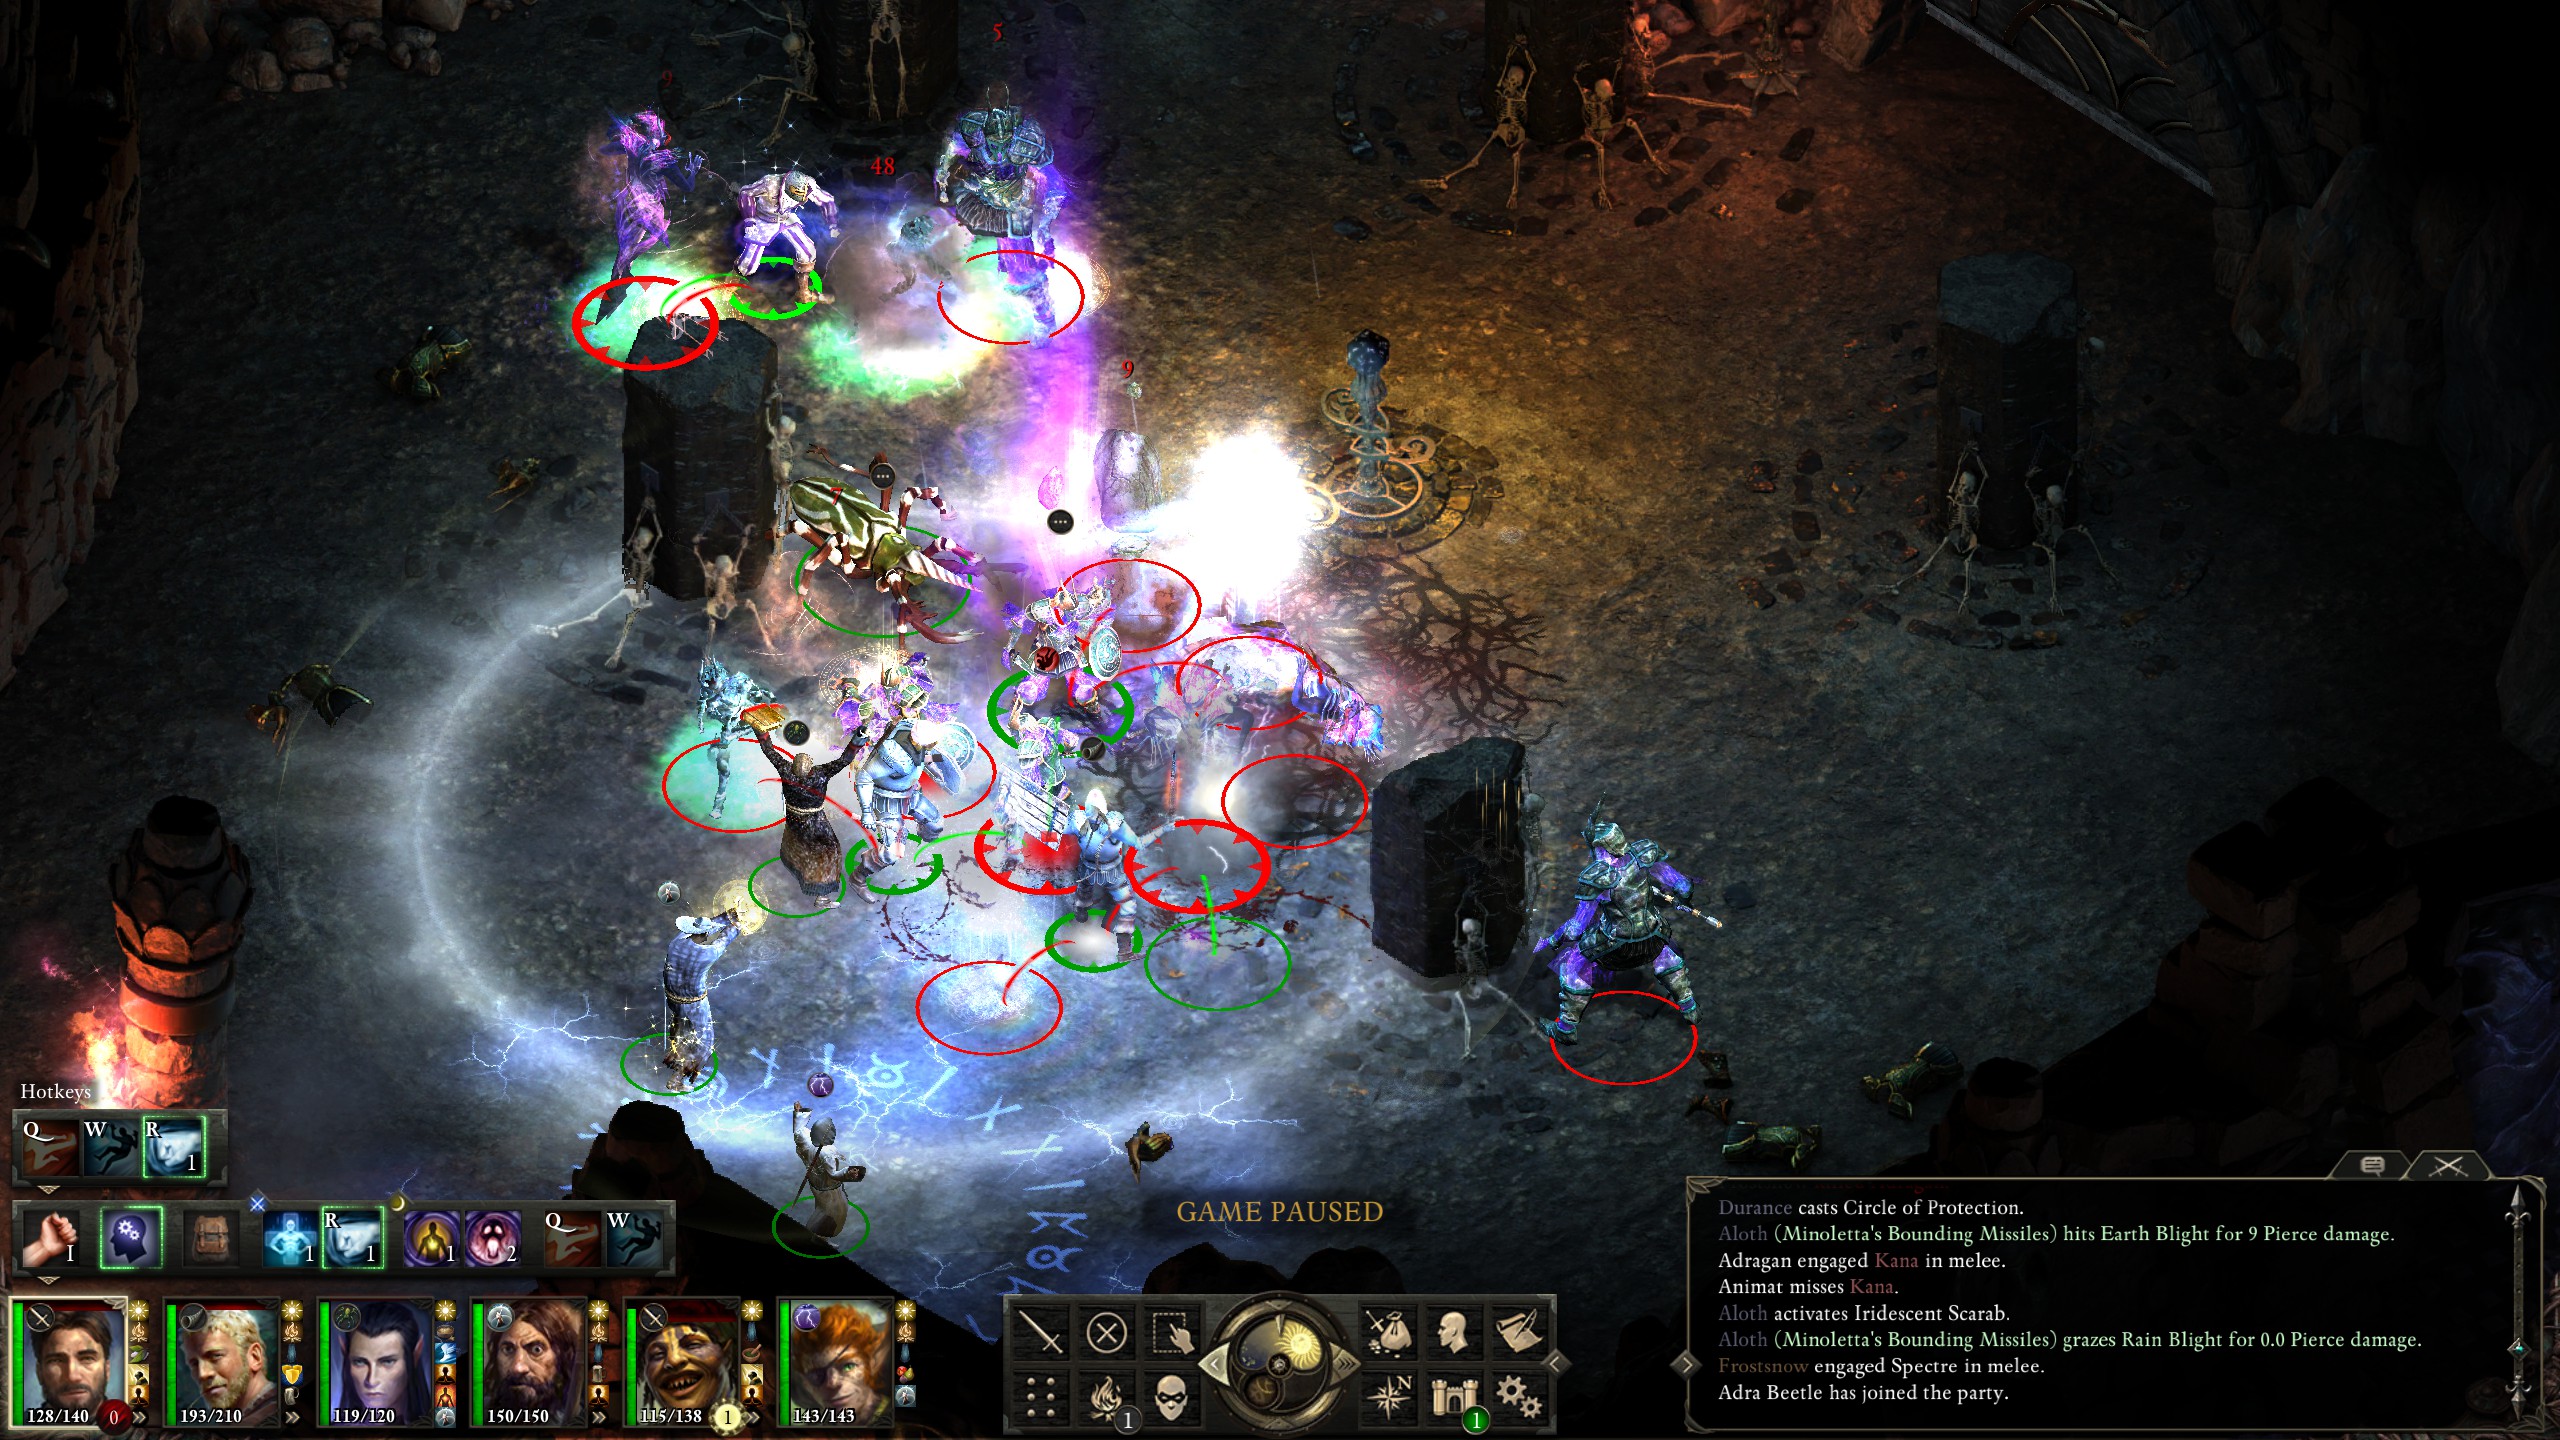 5
9
48
9
7
Hotkeys
Q
W
R
1
GAME PAUSED
I
R
1
1
1
2
Q
W
128/140
0
193/210
119/120
150/150
115/138
1
143/143
N
1
1
Durance casts Circle of Protection.
Aloth (Minoletta's Bounding Missiles) hits Earth Blight for 9 Pierce damage.
Adragan engaged Kana in melee.
Animat misses Kana.
Aloth activates Iridescent Scarab.
Aloth (Minoletta's Bounding Missiles) grazes Rain Blight for 0.0 Pierce damage.
Frostsnow engaged Spectre in melee.
Adra Beetle has joined the party.